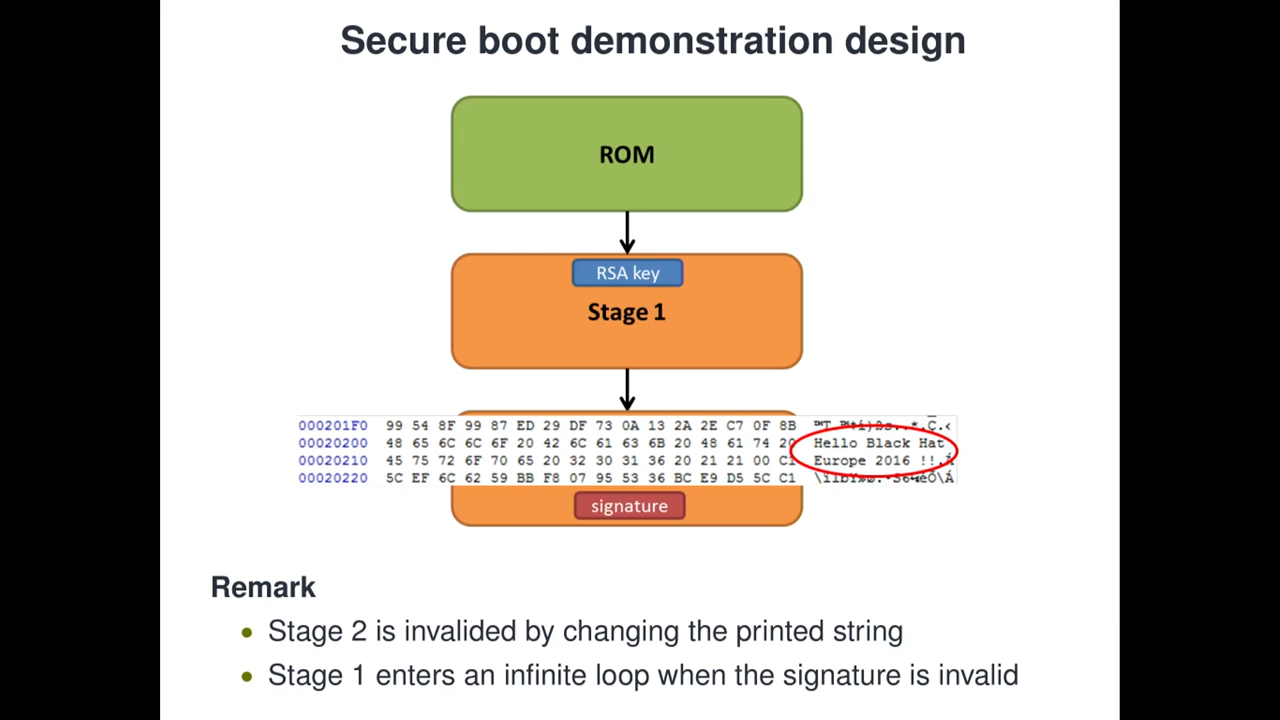 Secure boot demonstration design
ROM
RSA key
Stage 1
000201F0 99 54 8F 99 87 ED 29 DF 73 0A 13 2A 2E C7 0F 8B
00020200 48 65 6C 6C 6F 20 42 6C 61 63 6B 20 48 61 74 20 Hello Black Hat
00020210 45 75 72 6F 70 65 20 32 30 31 36 20 21 21 00 C1 Europe 2016 !!.Á
00020220 5C EF 6C 62 59 BB F8 07 95 53 36 BC E9 D5 5C C1
signature
Remark
• Stage 2 is invalided by changing the printed string
• Stage 1 enters an infinite loop when the signature is invalid